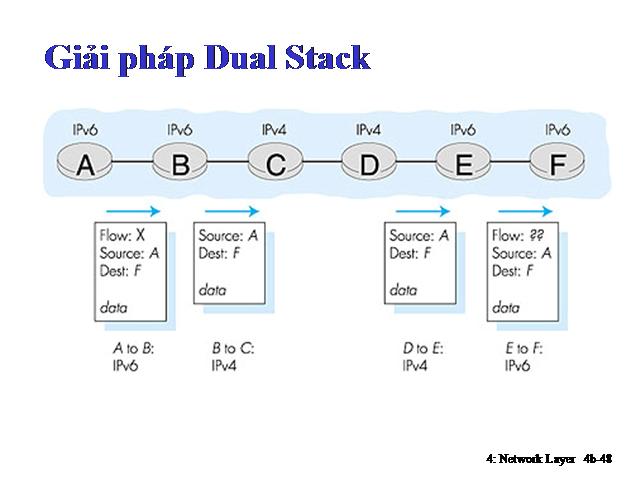 Giải pháp Dual Stack
IPv6 IPv6 IPv4 IPv4 IPv6 IPv6
A B C D E F
Flow: X
Source: A
Dest: F
data
Source: A
Dest: F
data
Source: A
Dest: F
data
Flow: ??
Source: A
Dest: F
data
A to B:
IPv6
B to C:
IPv4
D to E:
IPv4
E to F:
IPv6
4: Network Layer 4b-48